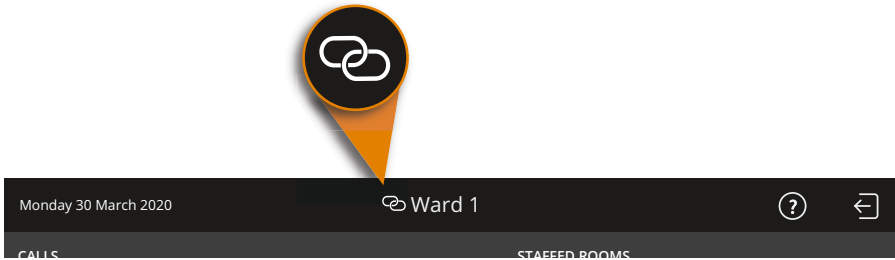 Monday 30 March 2020
Ward 1
?
CALLS
STAFFED ROOMS